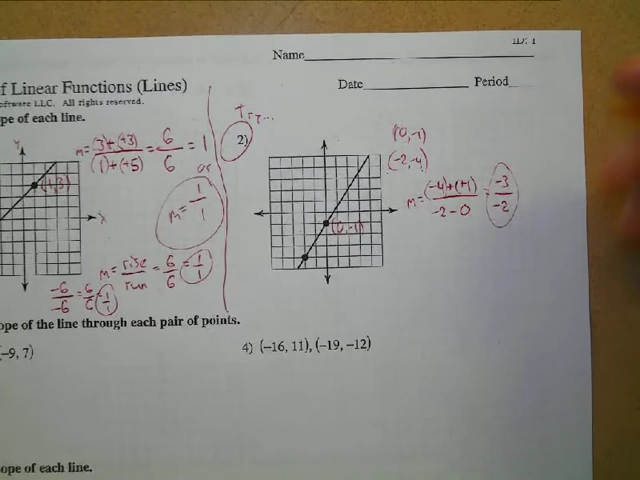 Name
f Linear Functions (Lines)
oftware LLC. All rights reserved.
Date Period
ope of each line.
Try...
2)
m = (3)+(+3) / (1)+(+5) = 6/6 = 1
or
m = 1/1
y
x
m = rise/run = 6/6 = 1/1
-6/-6 = 6/6 = 1/1
(0, -1)
(-2, -4)
m = (-4)+(+1) / -2-0 = -3/-2
(0, -1)
ope of the line through each pair of points.
−9, 7)
4) (−16, 11), (−19, −12)
ope of each line.